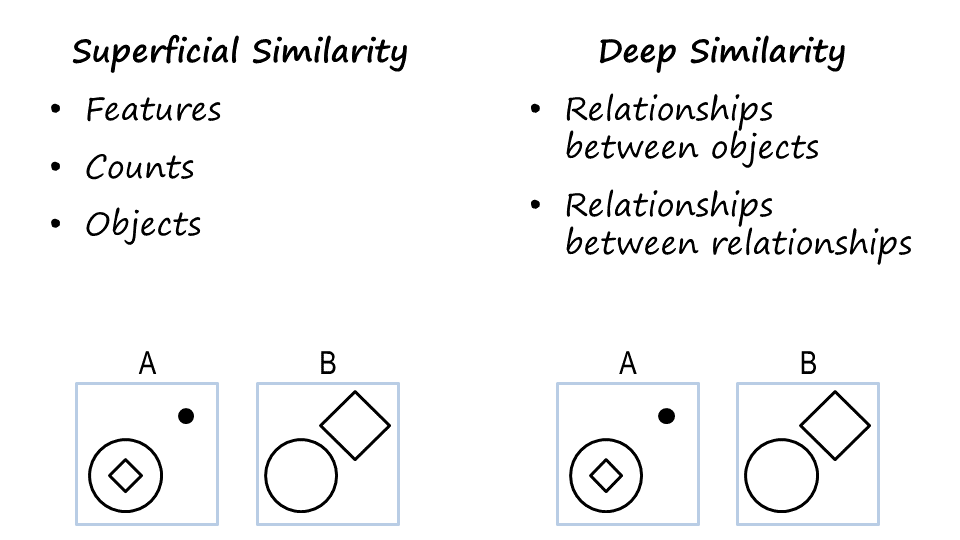 Superficial Similarity
• Features
• Counts
• Objects
A B
Deep Similarity
• Relationships
between objects
• Relationships
between relationships
A B